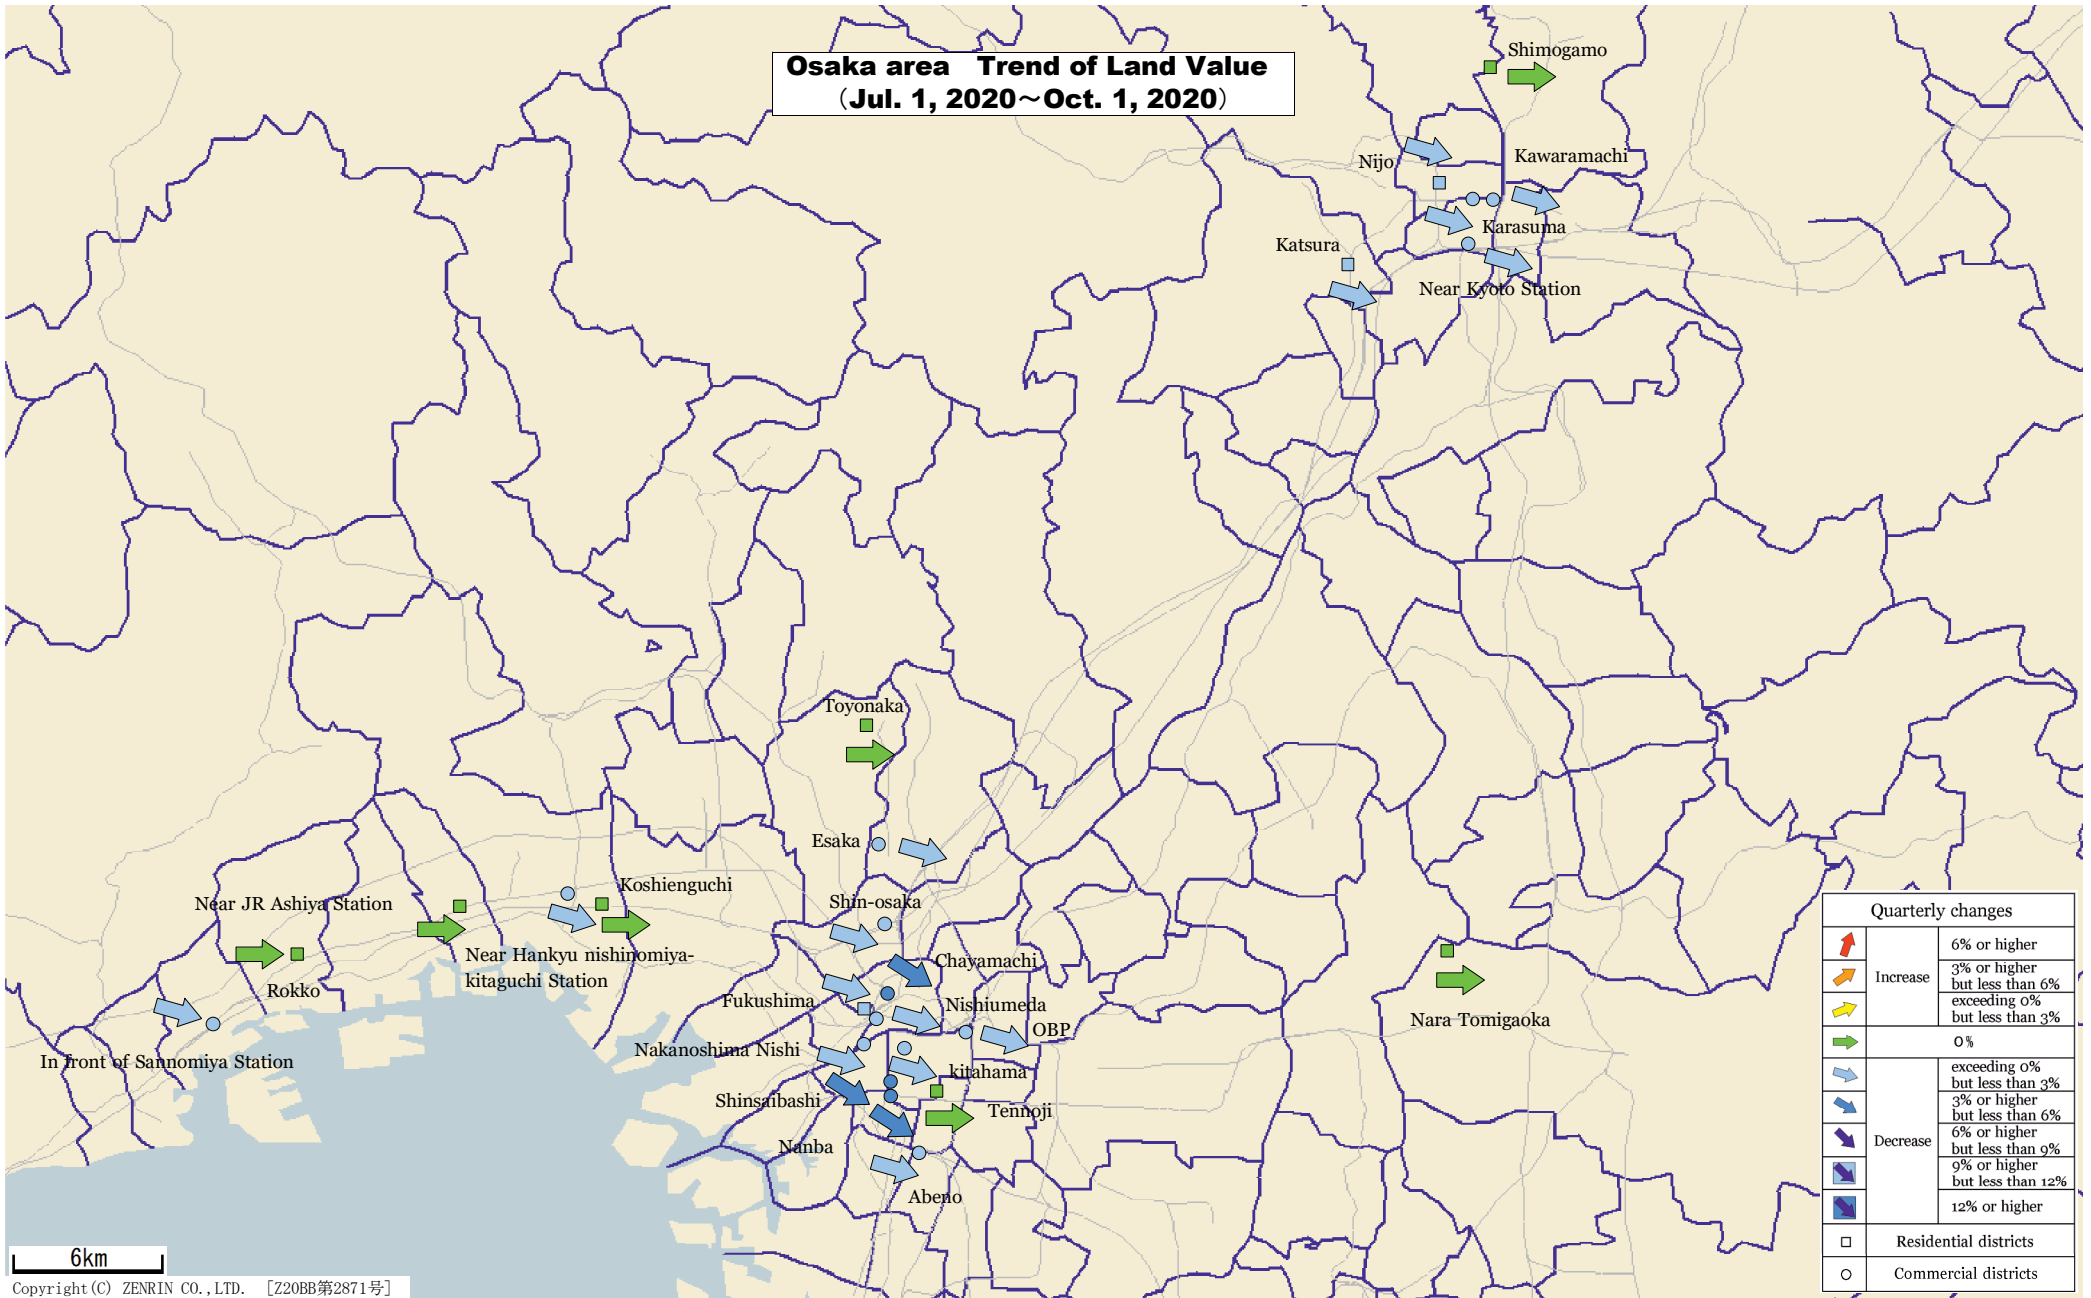 Osaka area Trend of Land Value
（Jul. 1, 2020～Oct. 1, 2020）
Shimogamo
Nijo
Kawaramachi
Karasuma
Katsura
Near Kyoto Station
Toyonaka
Esaka
Koshienguchi
Near JR Ashiya Station
Shin-osaka
Near Hankyu nishinomiya-
kitaguchi Station
Chayamachi
Rokko
Fukushima
Nishiumeda
OBP
Nara Tomigaoka
In front of Sannomiya Station
Nakanoshima Nishi
kitahama
Shinsaibashi
Tennoji
Nanba
Abeno
Quarterly changes
Increase
6% or higher
3% or higher
but less than 6%
exceeding 0%
but less than 3%
0%
Decrease
exceeding 0%
but less than 3%
3% or higher
but less than 6%
6% or higher
but less than 9%
9% or higher
but less than 12%
12% or higher
Residential districts
Commercial districts
6km
Copyright(C) ZENRIN CO.,LTD. [Z20BB第2871号]